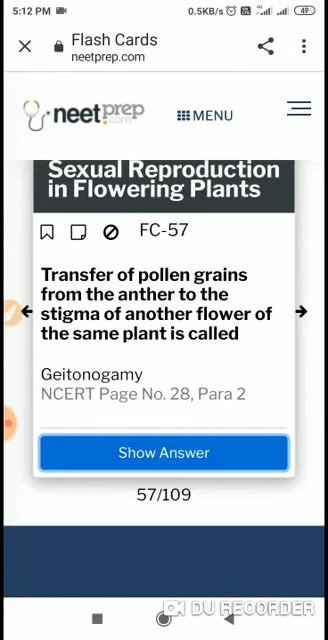 5:12 PM
0.5KB/s 49
Flash Cards
neetprep.com
neetprep.com
MENU
Sexual Reproduction
in Flowering Plants
FC-57
Transfer of pollen grains
from the anther to the
stigma of another flower of
the same plant is called
Geitonogamy
NCERT Page No. 28, Para 2
Show Answer
57/109
DU RECORDER